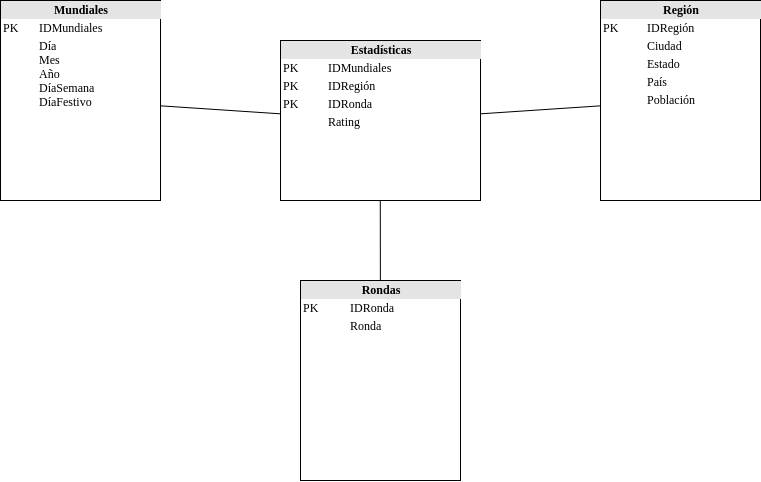 Mundiales
PK IDMundiales
Día
Mes
Año
DíaSemana
DíaFestivo
Estadísticas
PK IDMundiales
PK IDRegión
PK IDRonda
Rating
Región
PK IDRegión
Ciudad
Estado
País
Población
Rondas
PK IDRonda
Ronda